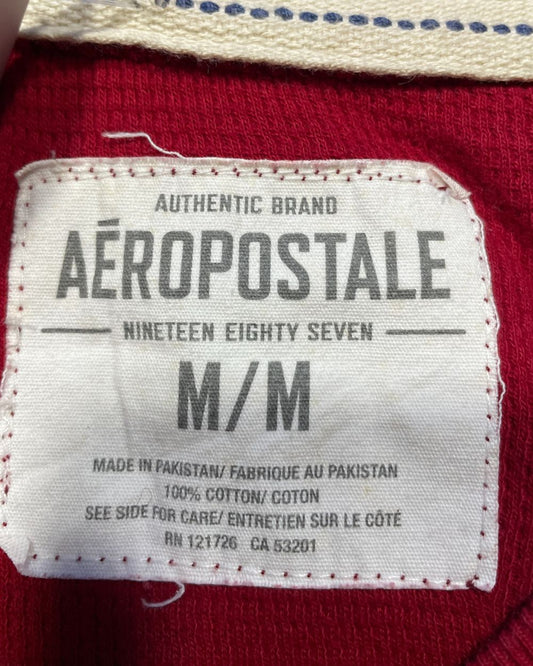 AUTHENTIC BRAND
AÉROPOSTALE
NINETEEN EIGHTY SEVEN
M/M
MADE IN PAKISTAN/ FABRIQUE AU PAKISTAN
100% COTTON/ COTON
SEE SIDE FOR CARE/ ENTRETIEN SUR LE CÔTÉ
RN 121726 CA 53201